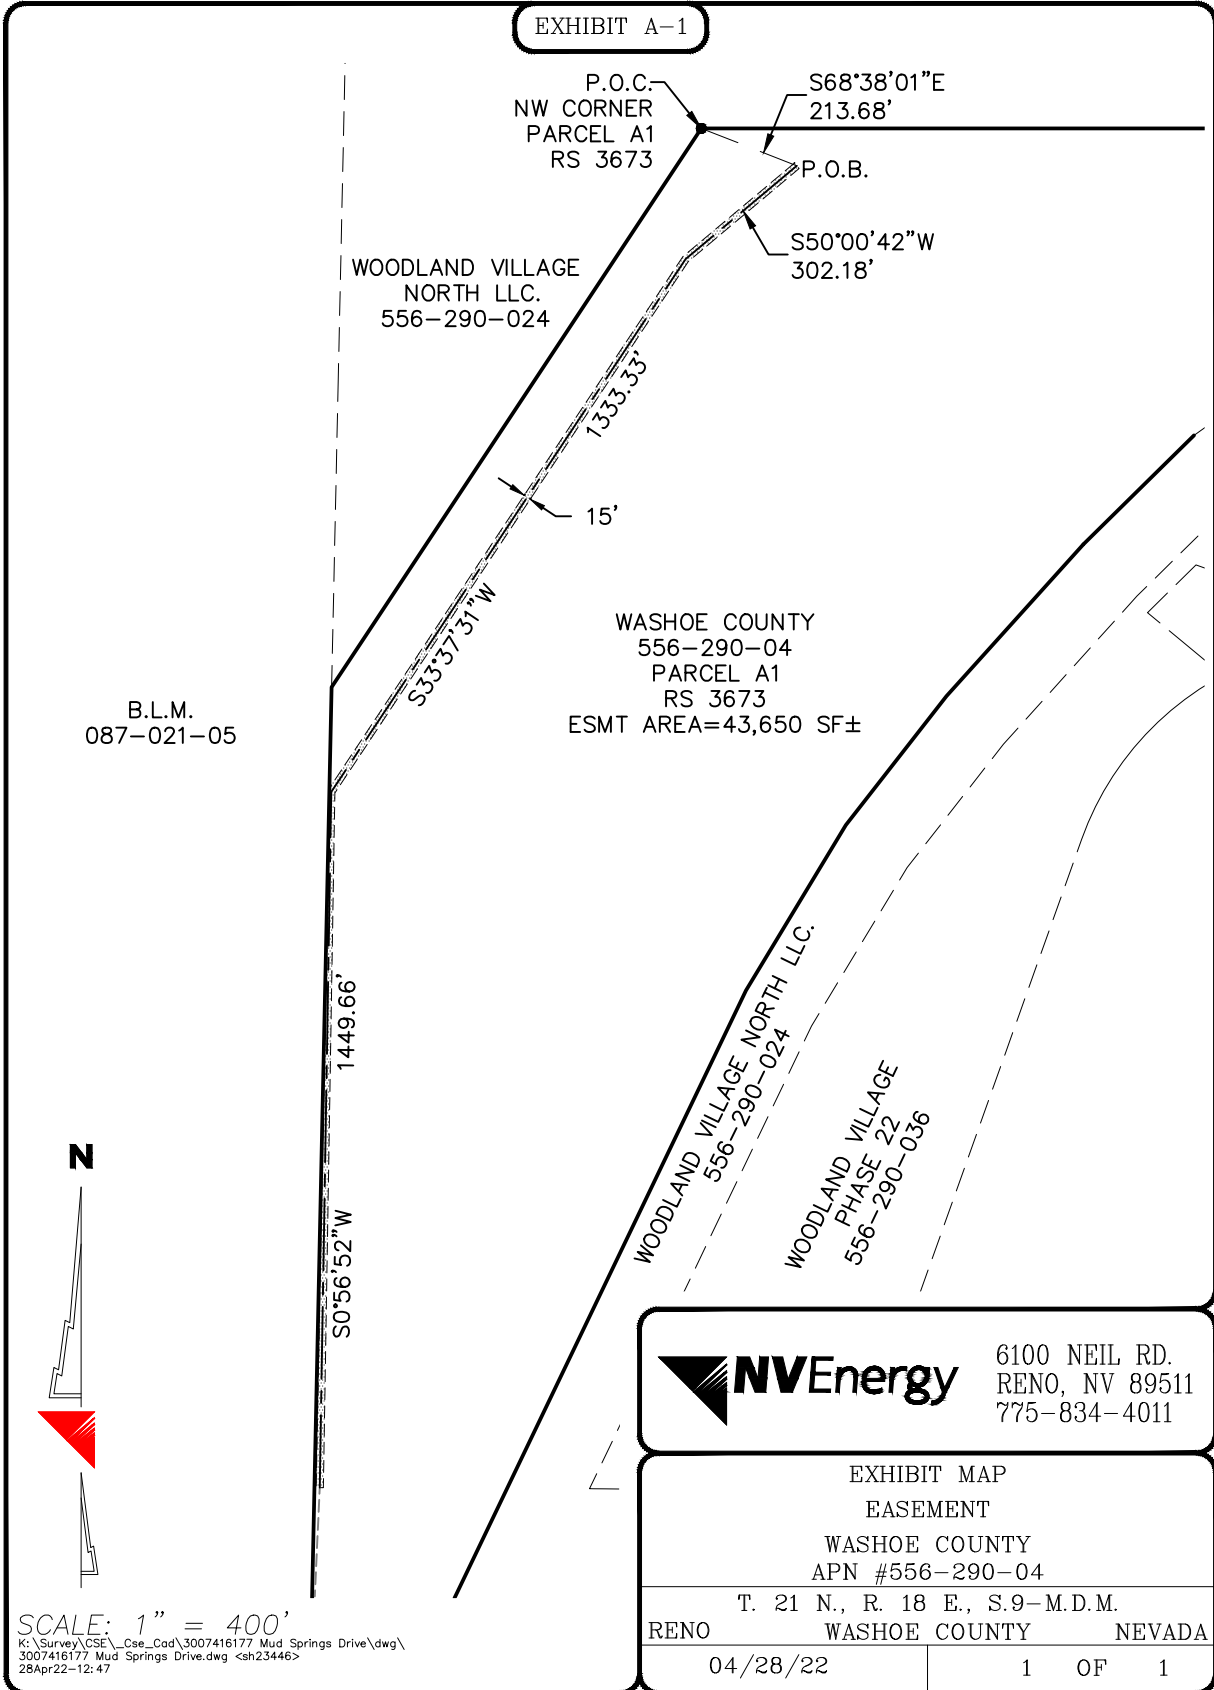 EXHIBIT A-1
P.O.C.
NW CORNER
PARCEL A1
RS 3673
S68°38'01"E
213.68'
P.O.B.
S50°00'42"W
302.18'
WOODLAND VILLAGE
NORTH LLC.
556-290-024
1333.33'
15'
S33°37'31"W
WASHOE COUNTY
556-290-04
PARCEL A1
RS 3673
ESMT AREA=43,650 SF±
B.L.M.
087-021-05
1449.66'
S0°56'52"W
WOODLAND VILLAGE NORTH LLC.
556-290-024
WOODLAND VILLAGE
PHASE 22
556-290-036
N
NVEnergy
6100 NEIL RD.
RENO, NV 89511
775-834-4011
EXHIBIT MAP
EASEMENT
WASHOE COUNTY
APN #556-290-04
T. 21 N., R. 18 E., S.9-M.D.M.
RENO WASHOE COUNTY NEVADA
04/28/22 1 OF 1
SCALE: 1" = 400'
K:\Survey\CSE\_Cse_Cad\3007416177 Mud Springs Drive\dwg\
3007416177 Mud Springs Drive.dwg <sh23446>
28Apr22-12:47